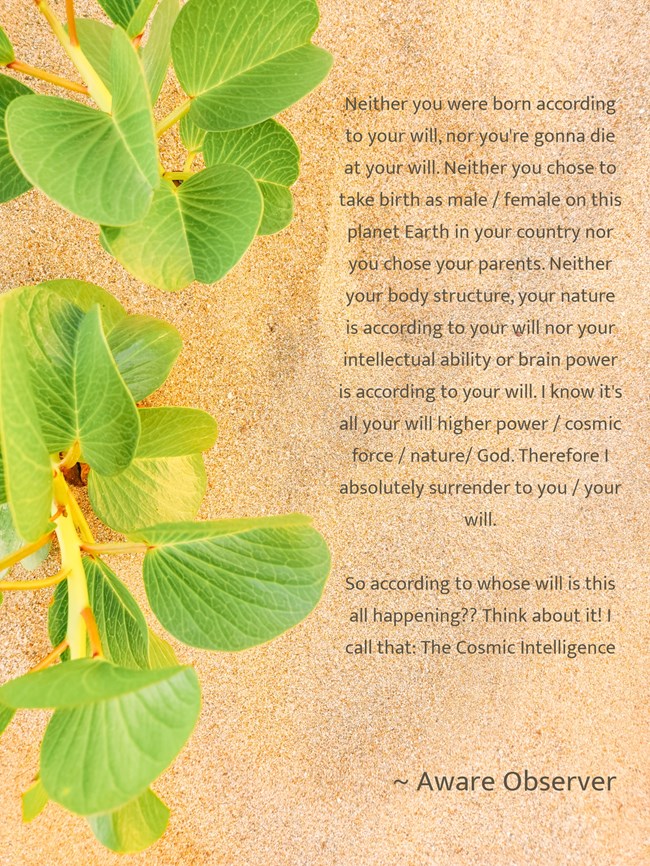 Neither you were born according
to your will, nor you're gonna die
at your will. Neither you chose to
take birth as male / female on this
planet Earth in your country nor
you chose your parents. Neither
your body structure, your nature
is according to your will nor your
intellectual ability or brain power
is according to your will. I know it's
all your will higher power / cosmic
force / nature/ God. Therefore I
absolutely surrender to you / your
will.
So according to whose will is this
all happening?? Think about it! I
call that: The Cosmic Intelligence
~ Aware Observer